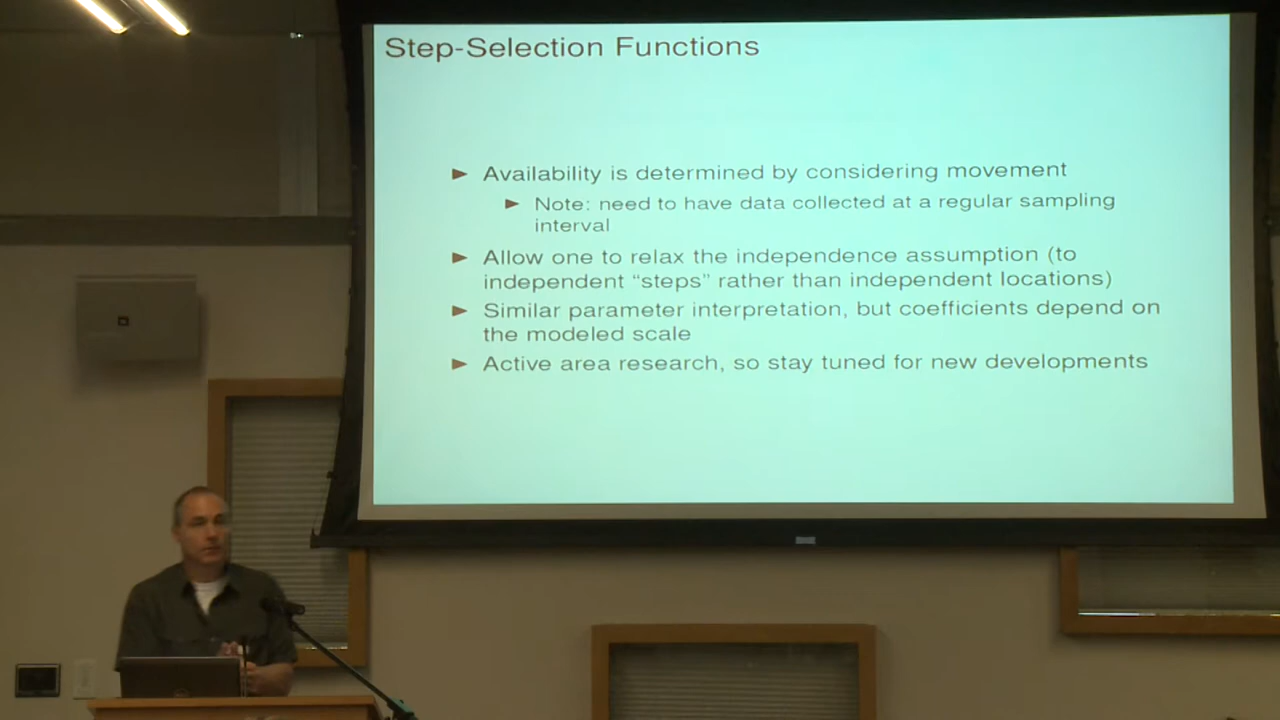 Step-Selection Functions
Availability is determined by considering movement
Note: need to have data collected at a regular sampling
interval
Allow one to relax the independence assumption (to
independent “steps” rather than independent locations)
Similar parameter interpretation, but coefficients depend on
the modeled scale
Active area research, so stay tuned for new developments